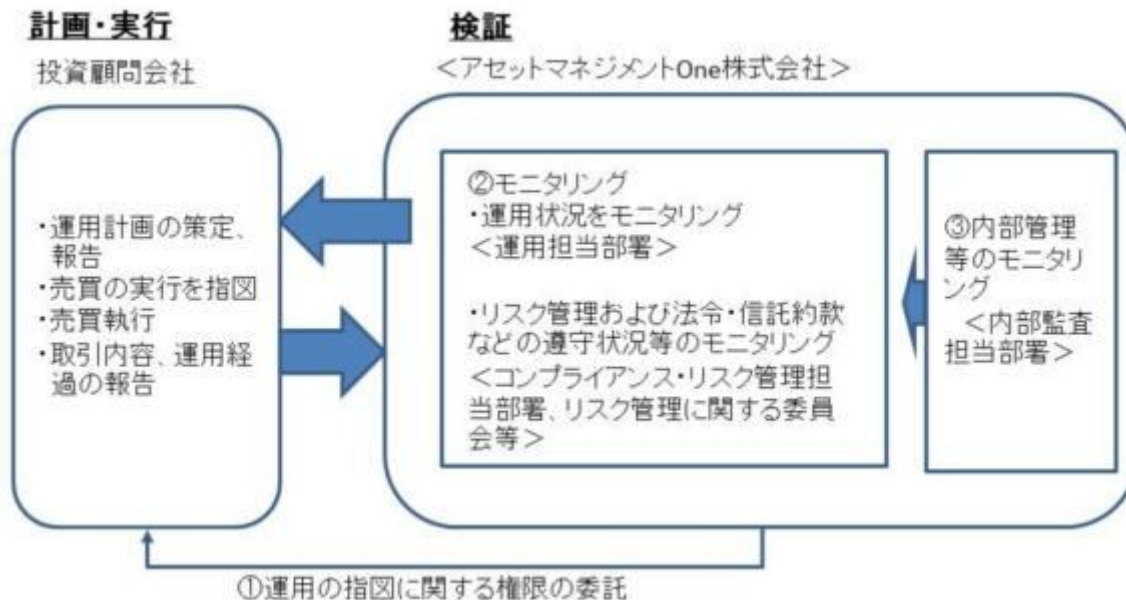 計画・実行
投資顧問会社
・運用計画の策定、
報告
・売買の実行を指図
・売買執行
・取引内容、運用経
過の報告
検証
＜アセットマネジメントOne株式会社＞
②モニタリング
・運用状況をモニタリング
＜運用担当部署＞
・リスク管理および法令・信託約款
などの遵守状況等のモニタリング
＜コンプライアンス・リスク管理担
当部署、リスク管理に関する委員
会等＞
③内部管理
等のモニタリ
ング
＜内部監査
担当部署＞
①運用の指図に関する権限の委託